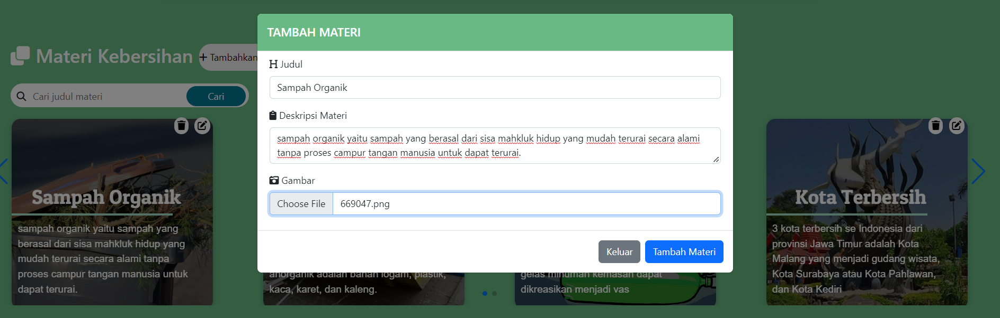 TAMBAH MATERI
Materi Kebersihan
+ Tambahkan
Judul
Sampah Organik
Cari judul materi
Cari
Deskripsi Materi
sampah organik yaitu sampah yang berasal dari sisa mahkluk hidup yang mudah terurai secara alami
tanpa proses campur tangan manusia untuk dapat terurai.
Gambar
Choose File
669047.png
Keluar
Tambah Materi
Sampah Organik
sampah organik yaitu sampah yang
berasal dari sisa mahkluk hidup yang
mudah terurai secara alami tanpa
proses campur tangan manusia untuk
dapat terurai.
anorganik adalah bahan logam, plastik,
kaca, karet, dan kaleng.
gelas minuman kemasan dapat
dikreasikan menjadi vas
Kota Terbersih
3 kota terbersih se Indonesia dari
provinsi Jawa Timur adalah Kota
Malang yang menjadi gudang wisata,
Kota Surabaya atau Kota Pahlawan,
dan Kota Kediri